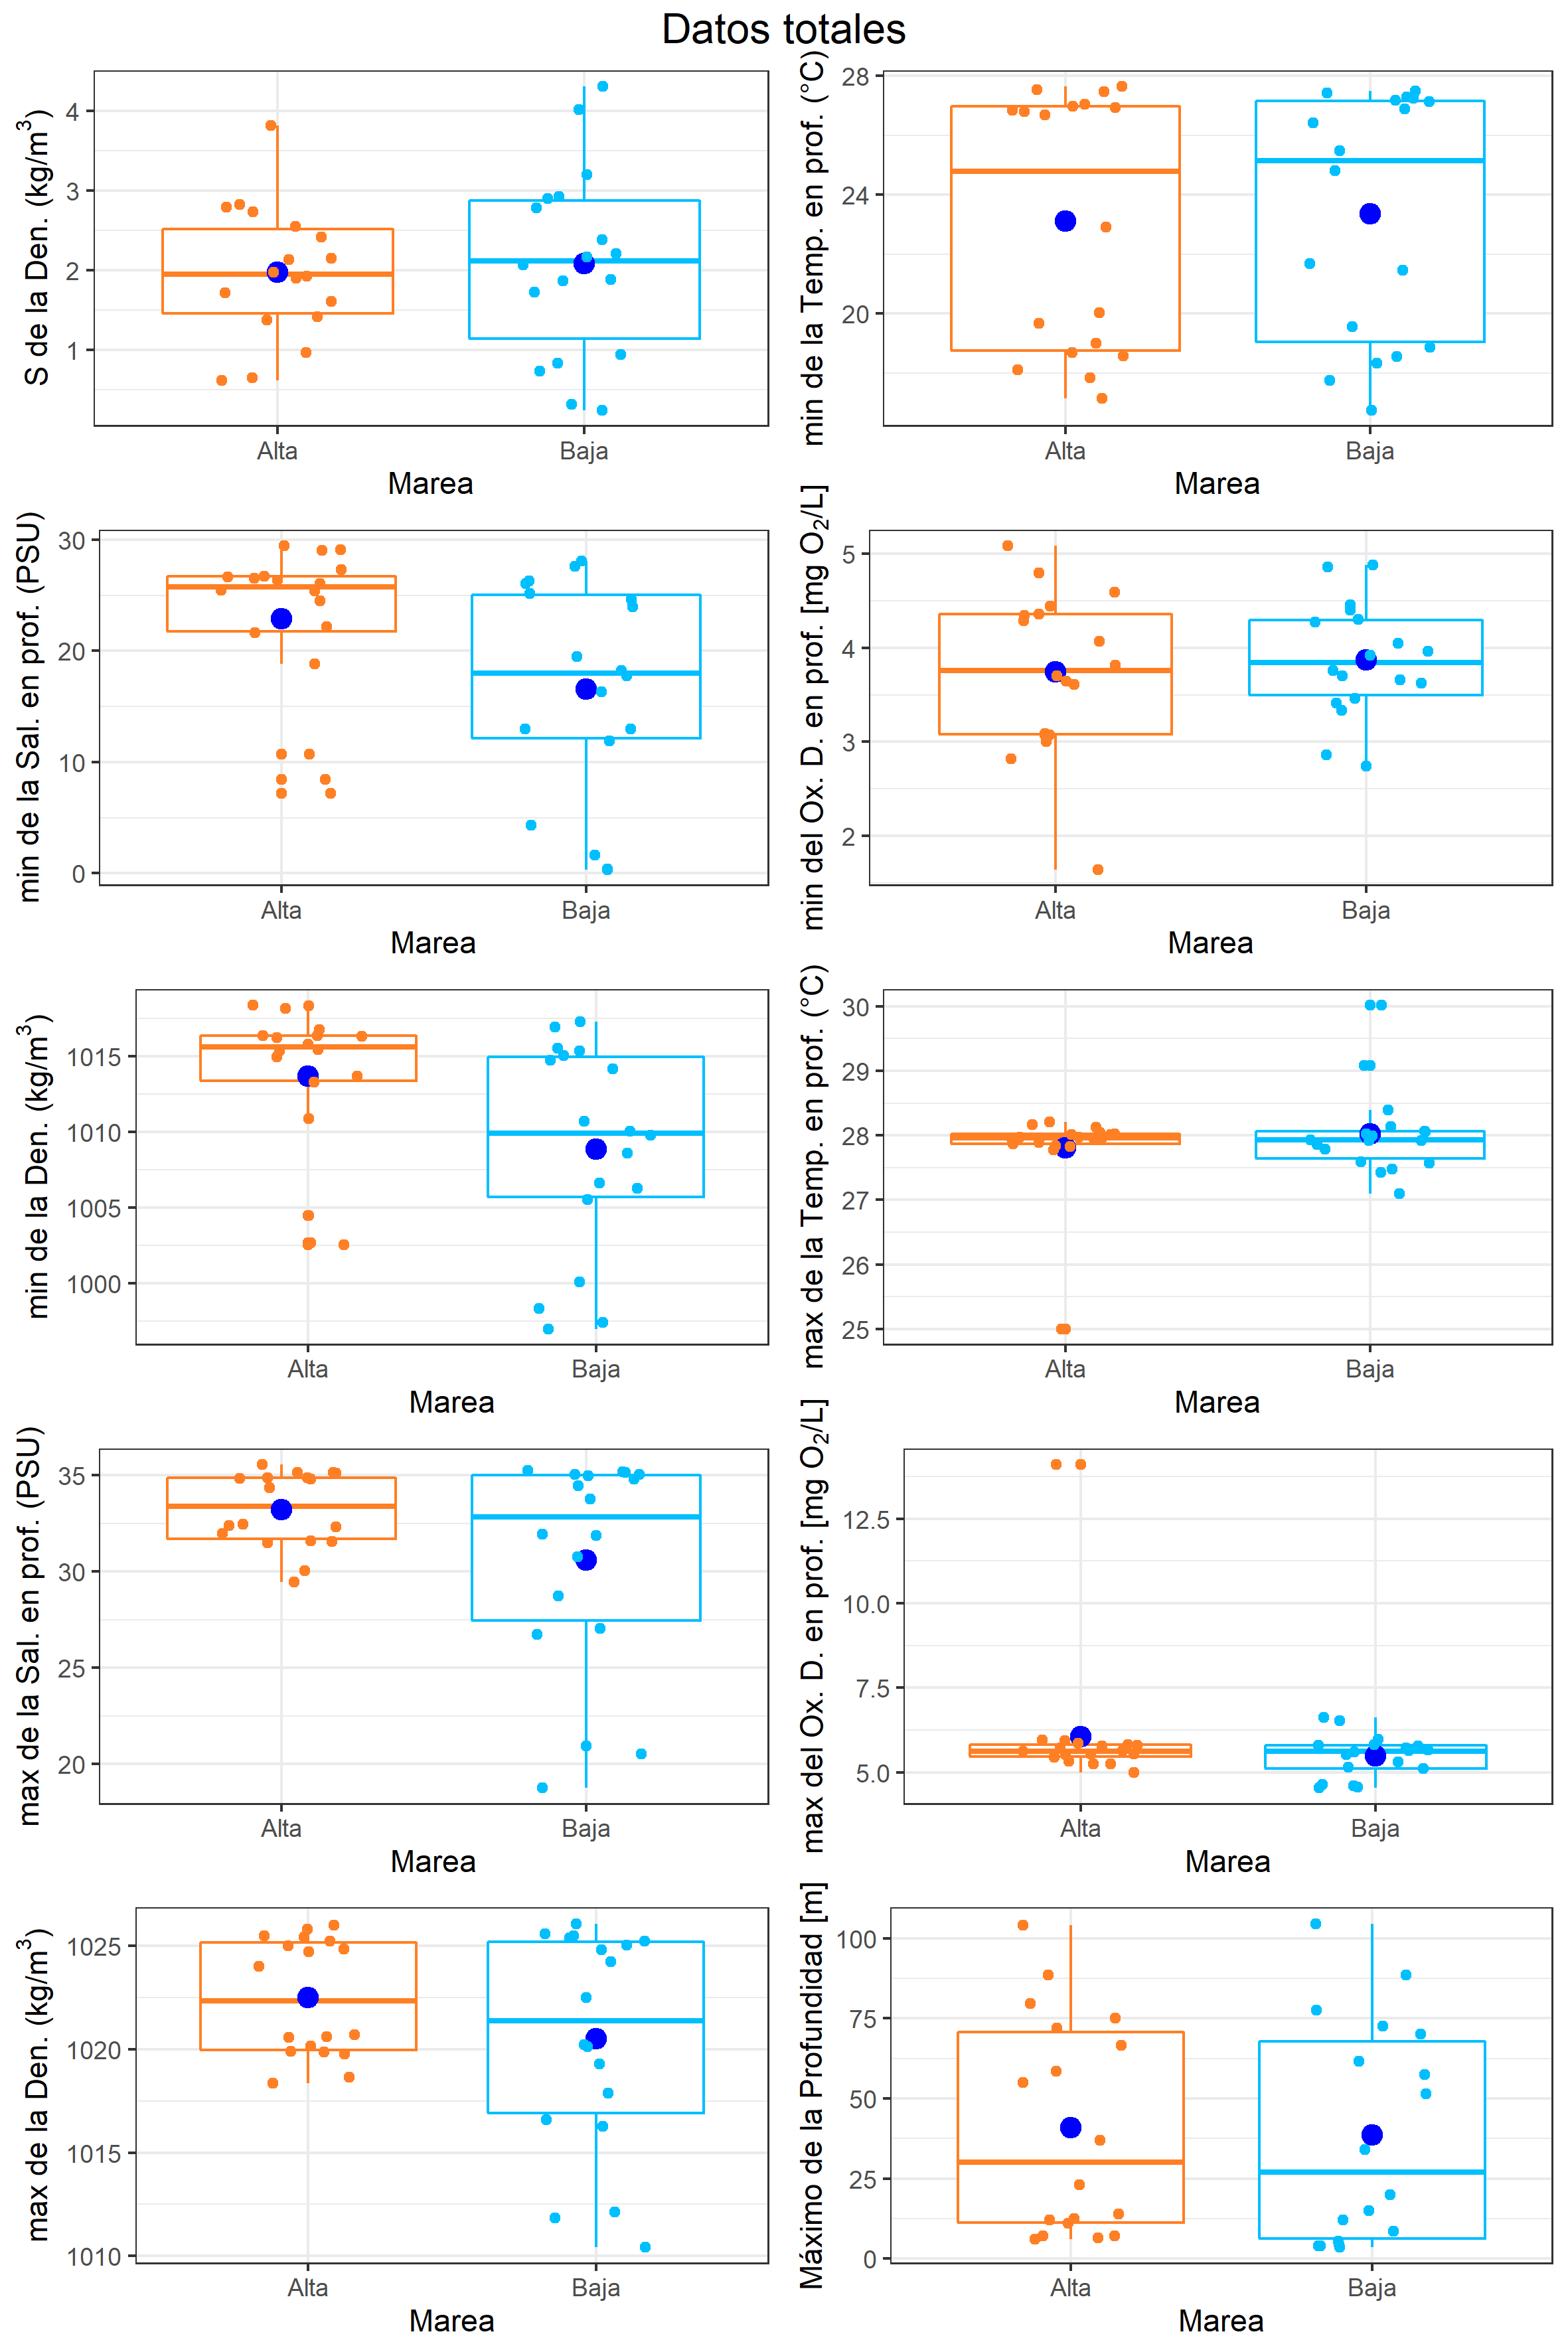 Datos totales
S de la Den. (kg/m³)
4
3
2
1
Alta
Baja
Marea
min de la Temp. en prof. (°C)
28
24
20
Alta
Baja
Marea
min de la Sal. en prof. (PSU)
30
20
10
0
Alta
Baja
Marea
min del Ox. D. en prof. [mg O₂/L]
5
4
3
2
Alta
Baja
Marea
min de la Den. (kg/m³)
1015
1010
1005
1000
Alta
Baja
Marea
max de la Temp. en prof. (°C)
30
29
28
27
26
25
Alta
Baja
Marea
max de la Sal. en prof. (PSU)
35
30
25
20
Alta
Baja
Marea
max del Ox. D. en prof. [mg O₂/L]
12.5
10.0
7.5
5.0
Alta
Baja
Marea
max de la Den. (kg/m³)
1025
1020
1015
1010
Alta
Baja
Marea
Máximo de la Profundidad [m]
100
75
50
25
0
Alta
Baja
Marea